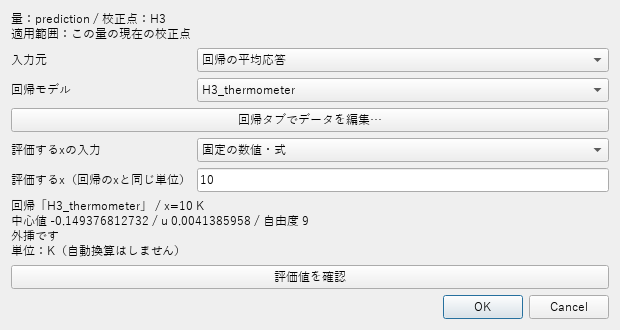 量：prediction / 校正点：H3
適用範囲：この量の現在の校正点
入力元
回帰の平均応答
回帰モデル
H3_thermometer
回帰タブでデータを編集…
評価するxの入力
固定の数値・式
評価するx（回帰のxと同じ単位）
10
回帰「H3_thermometer」 / x=10 K
中心値 -0.149376812732 / u 0.0041385958 / 自由度 9
外挿です
単位：K（自動換算はしません）
評価値を確認
OK
Cancel